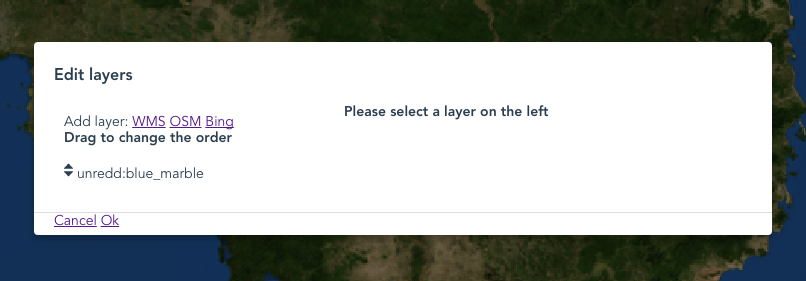 Edit layers
Add layer: WMS OSM Bing
Drag to change the order
unredd:blue_marble
Please select a layer on the left
Cancel Ok